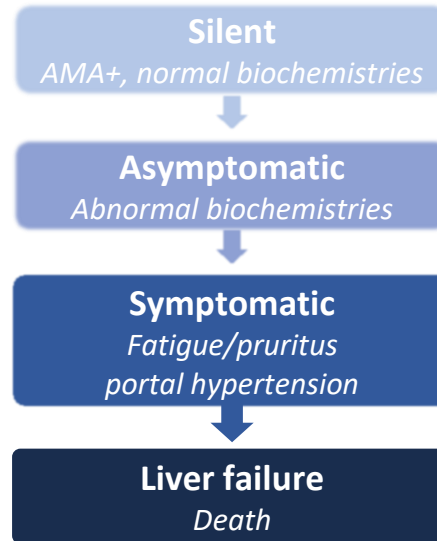 Silent
AMA+, normal biochemistries
Asymptomatic
Abnormal biochemistries
Symptomatic
Fatigue/pruritus
portal hypertension
Liver failure
Death